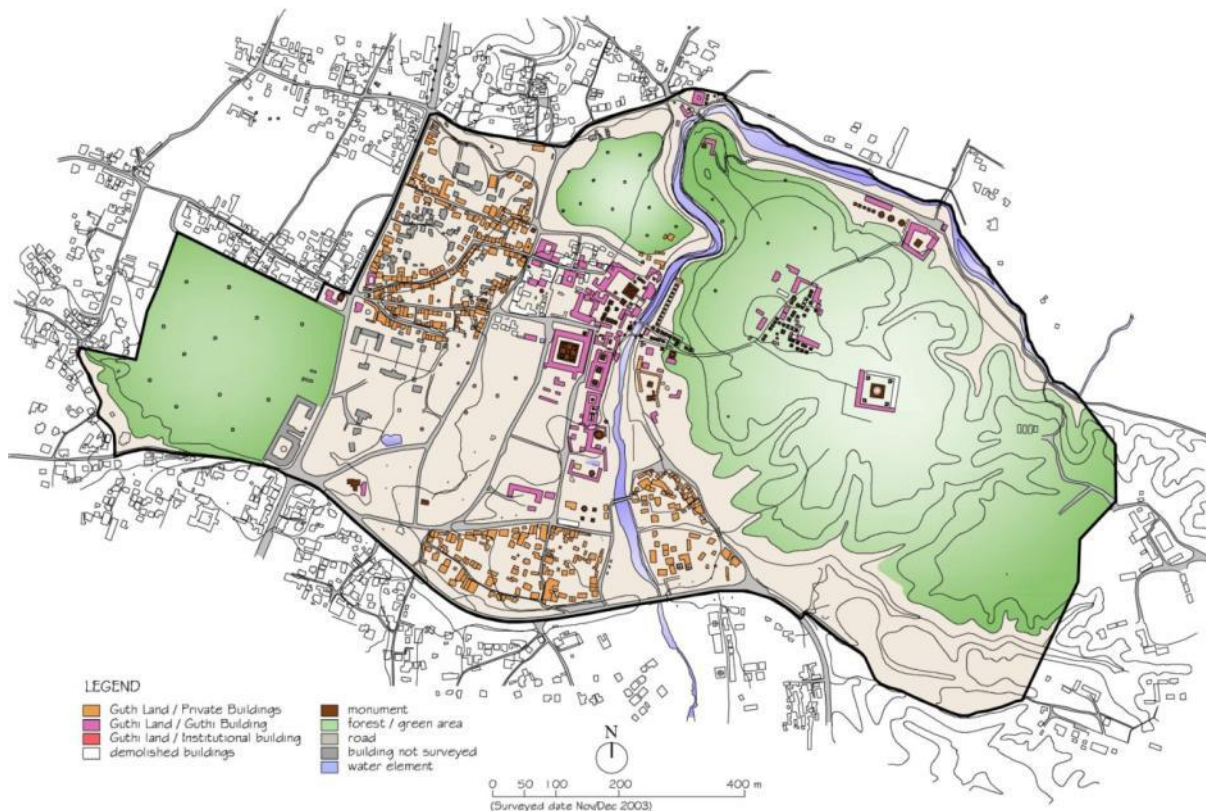 LEGEND
Guth Land / Private Buildings
Guthi Land / Guthi Building
Guthi land / Institutional building
demolished buildings
monument
forest / green area
road
building not surveyed
water element
N
0 50 100 200 400 m
(Surveyed date Nov/Dec 2003)